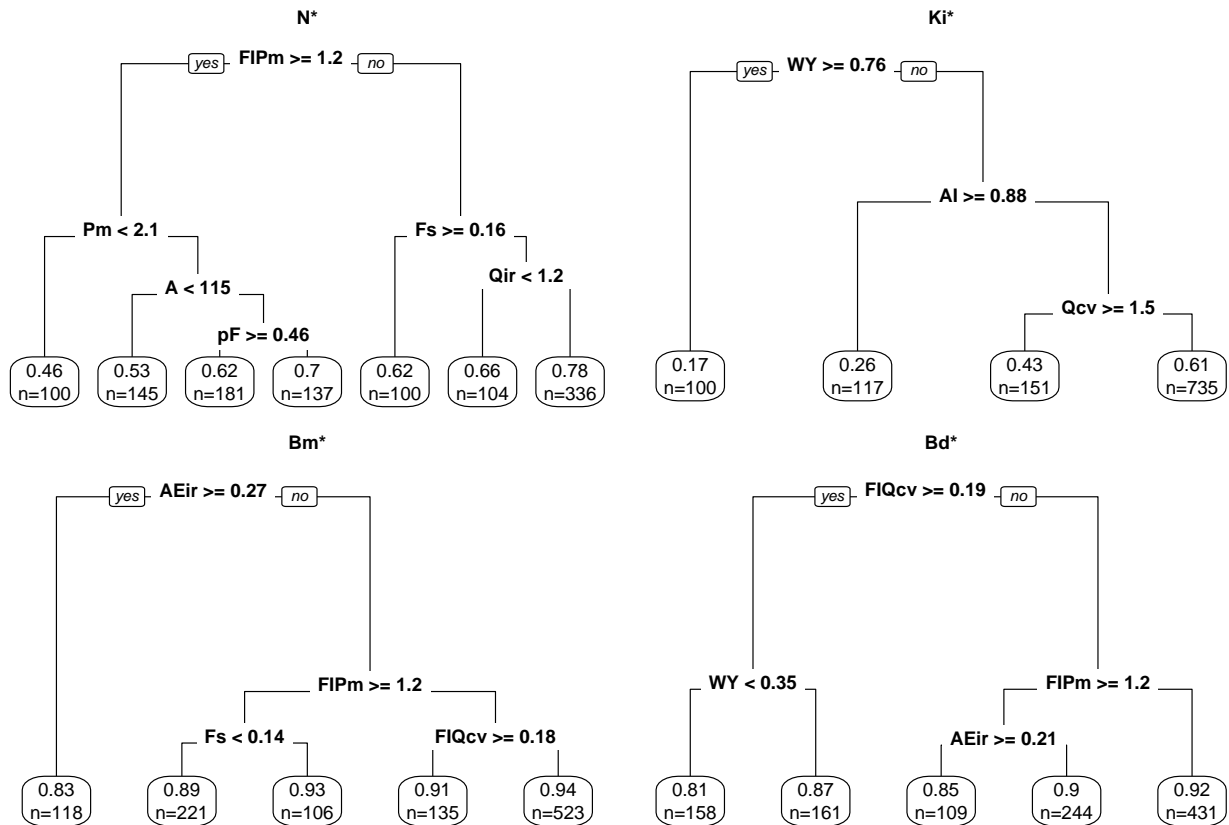 N*
yes FIPm >= 1.2 no
Pm < 2.1
Fs >= 0.16
Qir < 1.2
A < 115
pF >= 0.46
0.46
n=100
0.53
n=145
0.62
n=181
0.7
n=137
0.62
n=100
0.66
n=104
0.78
n=336
Ki*
yes WY >= 0.76 no
AI >= 0.88
Qcv >= 1.5
0.17
n=100
0.26
n=117
0.43
n=151
0.61
n=735
Bm*
yes AEir >= 0.27 no
FIPm >= 1.2
Fs < 0.14
FIQcv >= 0.18
0.83
n=118
0.89
n=221
0.93
n=106
0.91
n=135
0.94
n=523
Bd*
yes FIQcv >= 0.19 no
WY < 0.35
FIPm >= 1.2
AEir >= 0.21
0.81
n=158
0.87
n=161
0.85
n=109
0.9
n=244
0.92
n=431